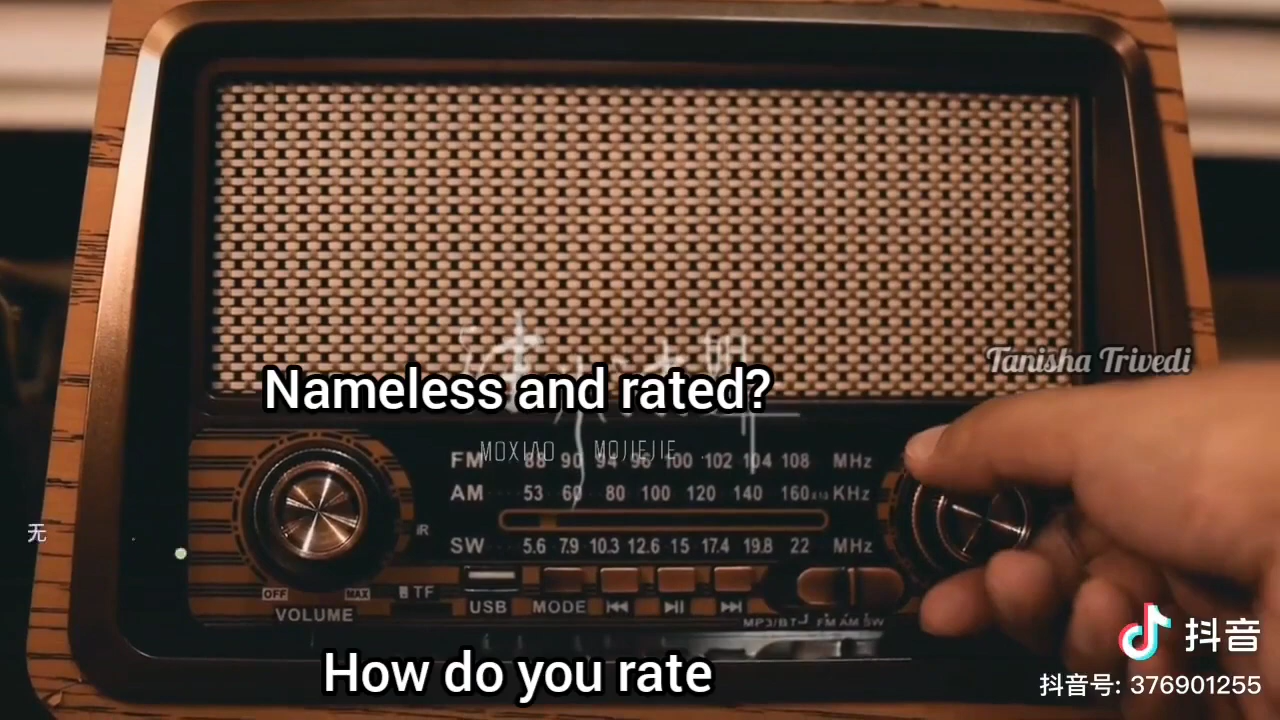 Tanisha Trivedi
Nameless and rated?
MOXIAO MOJIEJIE
FM 88 90 94 96 100 102 104 108 MHz
AM 53 60 80 100 120 140 160 KHz
无
SW 5.6 7.9 10.3 12.6 15 17.4 19.8 22 MHz
OFF MAX TF
VOLUME USB MODE
MP3/BT FM AM SW
抖音
How do you rate
抖音号: 376901255